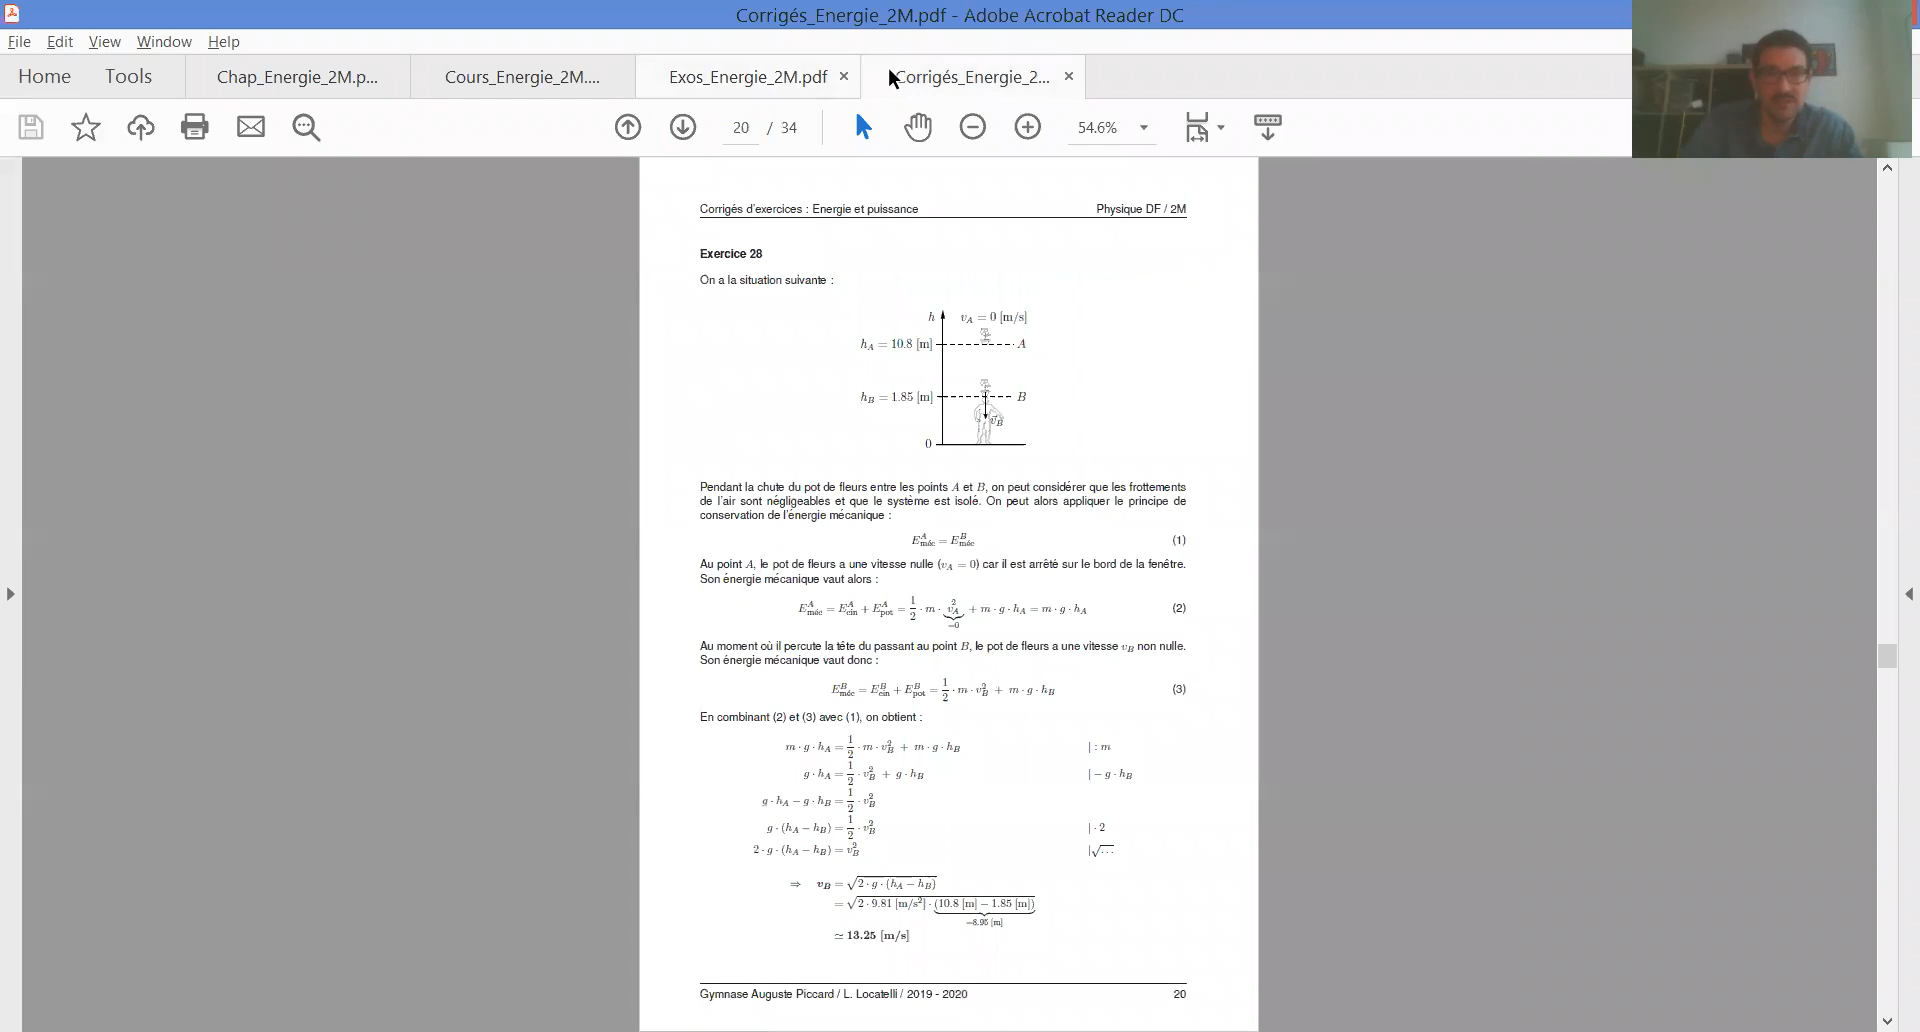 Corrigés_Energie_2M.pdf - Adobe Acrobat Reader DC
File Edit View Window Help
Home Tools Chap_Energie_2M.p... Cours_Energie_2M.... Exos_Energie_2M.pdf × Corrigés_Energie_2... ×
20 / 34 54.6%
Corrigés d'exercices : Energie et puissance Physique DF / 2M
Exercice 28
On a la situation suivante :
h v_A = 0 [m/s]
h_A = 10.8 [m] A
h_B = 1.85 [m] B
v⃗_B
0
Pendant la chute du pot de fleurs entre les points A et B, on peut considérer que les frottements
de l'air sont négligeables et que le système est isolé. On peut alors appliquer le principe de
conservation de l'énergie mécanique :
E^A_méc = E^B_méc (1)
Au point A, le pot de fleurs a une vitesse nulle (v_A = 0) car il est arrêté sur le bord de la fenêtre.
Son énergie mécanique vaut alors :
E^A_méc = E^A_cin + E^A_pot = 1/2 · m · v_A^2 + m · g · h_A = m · g · h_A (2)
=0
Au moment où il percute la tête du passant au point B, le pot de fleurs a une vitesse v_B non nulle.
Son énergie mécanique vaut donc :
E^B_méc = E^B_cin + E^B_pot = 1/2 · m · v_B^2 + m · g · h_B (3)
En combinant (2) et (3) avec (1), on obtient :
m · g · h_A = 1/2 · m · v_B^2 + m · g · h_B | : m
g · h_A = 1/2 · v_B^2 + g · h_B | − g · h_B
g · h_A − g · h_B = 1/2 · v_B^2
g · (h_A − h_B) = 1/2 · v_B^2 | · 2
2 · g · (h_A − h_B) = v_B^2 |√...
⇒ v_B = √(2 · g · (h_A − h_B))
= √(2 · 9.81 [m/s²] · (10.8 [m] − 1.85 [m]))
=8.95 [m]
≃ 13.25 [m/s]
Gymnase Auguste Piccard / L. Locatelli / 2019 - 2020 20